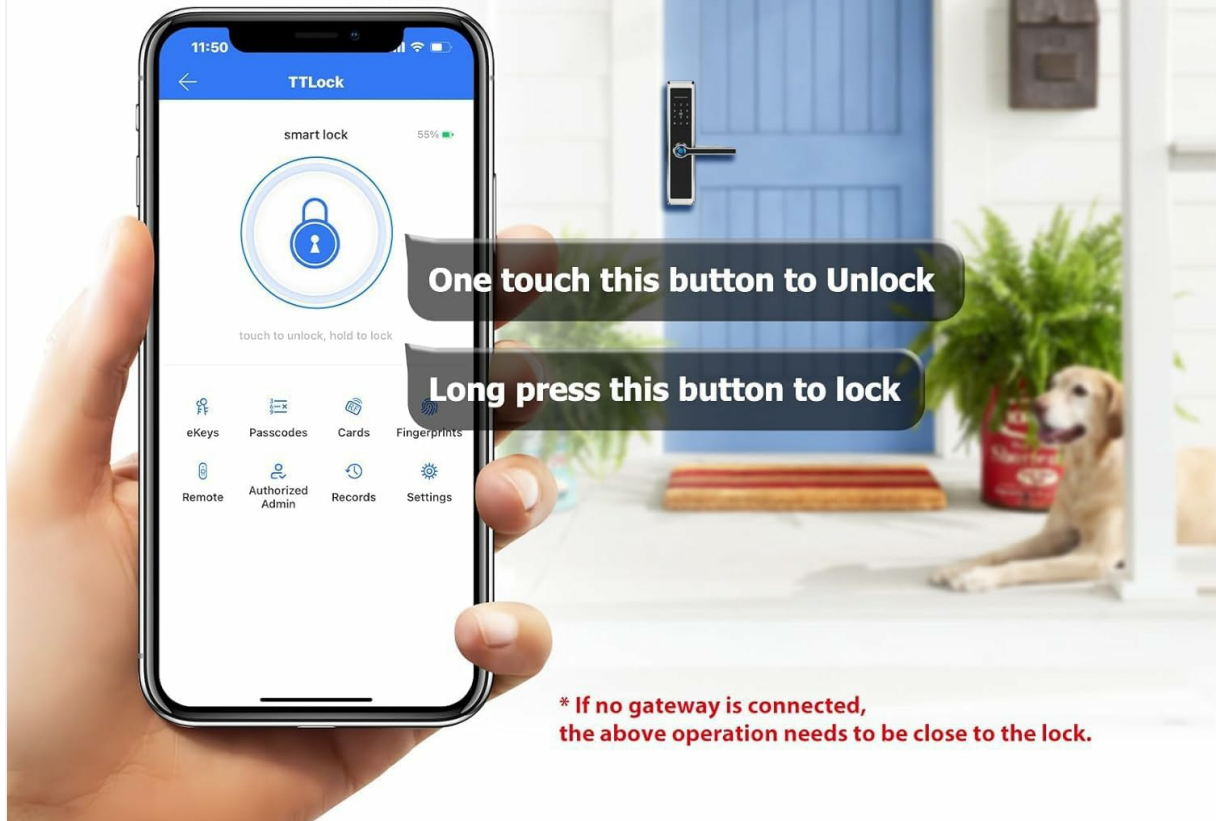 11:50
TTLock
smart lock
55%
touch to unlock, hold to lock
One touch this button to Unlock
Long press this button to lock
eKeys
Passcodes
Cards
Fingerprints
Remote
Authorized
Admin
Records
Settings
* If no gateway is connected,
the above operation needs to be close to the lock.